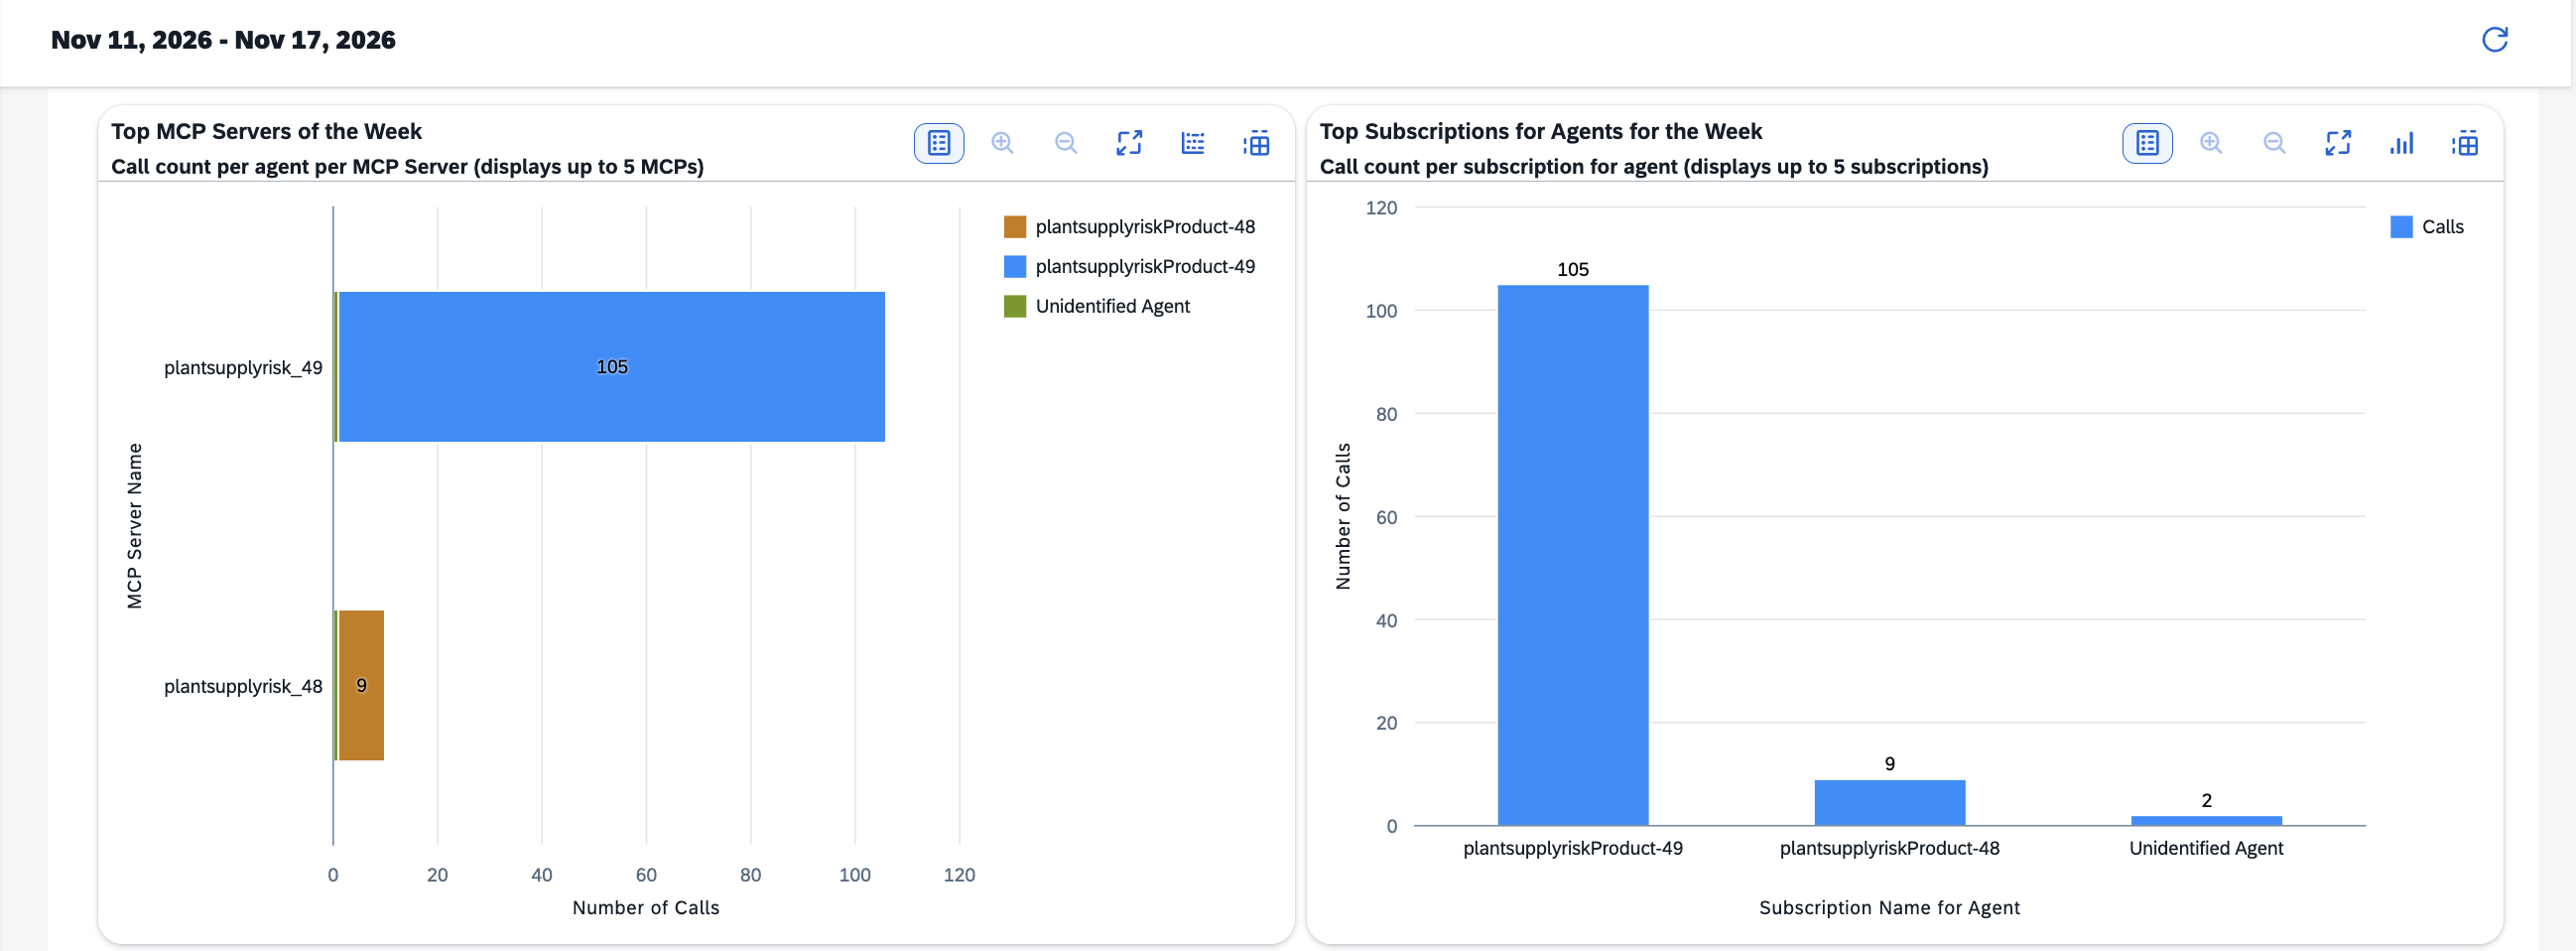 Nov 11, 2026 - Nov 17, 2026
Top MCP Servers of the Week
Call count per agent per MCP Server (displays up to 5 MCPs)
plantsupplyriskProduct-48
plantsupplyriskProduct-49
Unidentified Agent
MCP Server Name
plantsupplyrisk_49
105
plantsupplyrisk_48
9
0 20 40 60 80 100 120
Number of Calls
Top Subscriptions for Agents for the Week
Call count per subscription for agent (displays up to 5 subscriptions)
Calls
Number of Calls
120
100
80
60
40
20
0
105
9
2
plantsupplyriskProduct-49 plantsupplyriskProduct-48 Unidentified Agent
Subscription Name for Agent